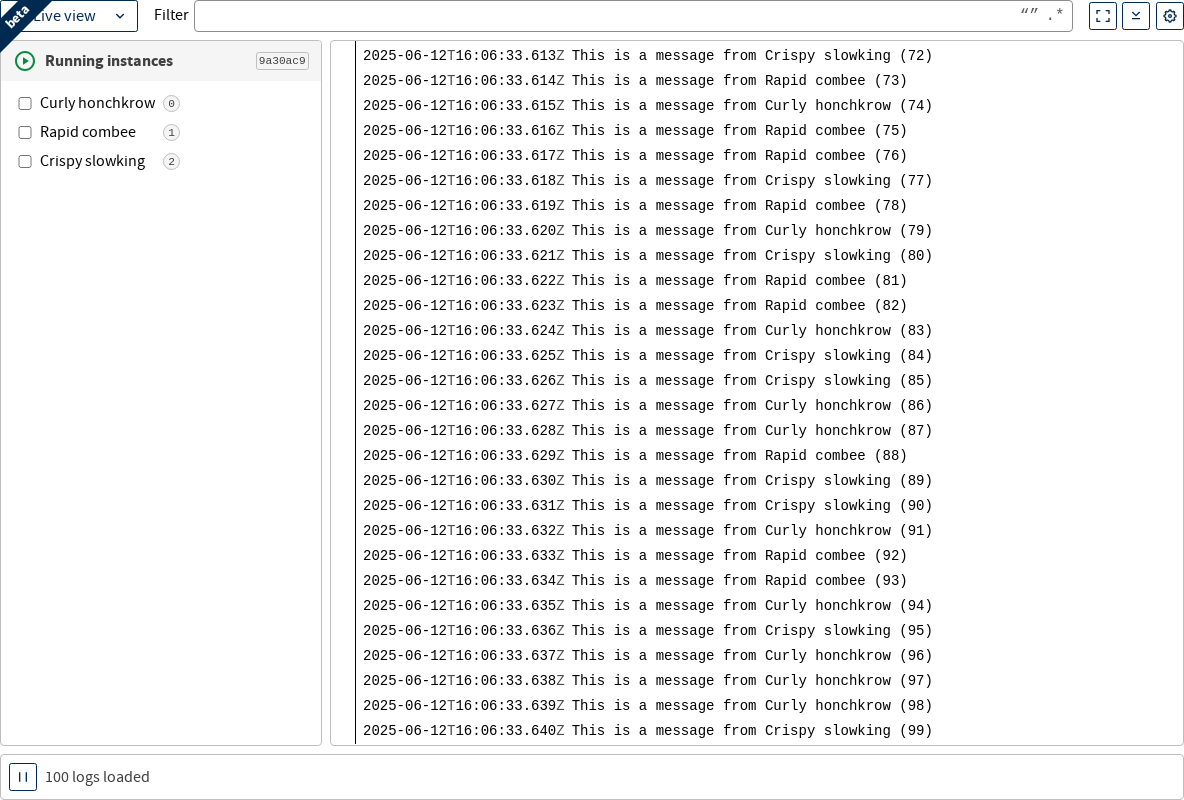 beta
Live view
Filter
“” .*
Running instances
9a30ac9
Curly honchkrow 0
Rapid combee 1
Crispy slowking 2
2025-06-12T16:06:33.613Z This is a message from Crispy slowking (72)
2025-06-12T16:06:33.614Z This is a message from Rapid combee (73)
2025-06-12T16:06:33.615Z This is a message from Curly honchkrow (74)
2025-06-12T16:06:33.616Z This is a message from Rapid combee (75)
2025-06-12T16:06:33.617Z This is a message from Rapid combee (76)
2025-06-12T16:06:33.618Z This is a message from Crispy slowking (77)
2025-06-12T16:06:33.619Z This is a message from Rapid combee (78)
2025-06-12T16:06:33.620Z This is a message from Curly honchkrow (79)
2025-06-12T16:06:33.621Z This is a message from Crispy slowking (80)
2025-06-12T16:06:33.622Z This is a message from Rapid combee (81)
2025-06-12T16:06:33.623Z This is a message from Rapid combee (82)
2025-06-12T16:06:33.624Z This is a message from Curly honchkrow (83)
2025-06-12T16:06:33.625Z This is a message from Crispy slowking (84)
2025-06-12T16:06:33.626Z This is a message from Crispy slowking (85)
2025-06-12T16:06:33.627Z This is a message from Curly honchkrow (86)
2025-06-12T16:06:33.628Z This is a message from Curly honchkrow (87)
2025-06-12T16:06:33.629Z This is a message from Rapid combee (88)
2025-06-12T16:06:33.630Z This is a message from Crispy slowking (89)
2025-06-12T16:06:33.631Z This is a message from Crispy slowking (90)
2025-06-12T16:06:33.632Z This is a message from Curly honchkrow (91)
2025-06-12T16:06:33.633Z This is a message from Rapid combee (92)
2025-06-12T16:06:33.634Z This is a message from Rapid combee (93)
2025-06-12T16:06:33.635Z This is a message from Curly honchkrow (94)
2025-06-12T16:06:33.636Z This is a message from Crispy slowking (95)
2025-06-12T16:06:33.637Z This is a message from Curly honchkrow (96)
2025-06-12T16:06:33.638Z This is a message from Curly honchkrow (97)
2025-06-12T16:06:33.639Z This is a message from Curly honchkrow (98)
2025-06-12T16:06:33.640Z This is a message from Crispy slowking (99)
100 logs loaded